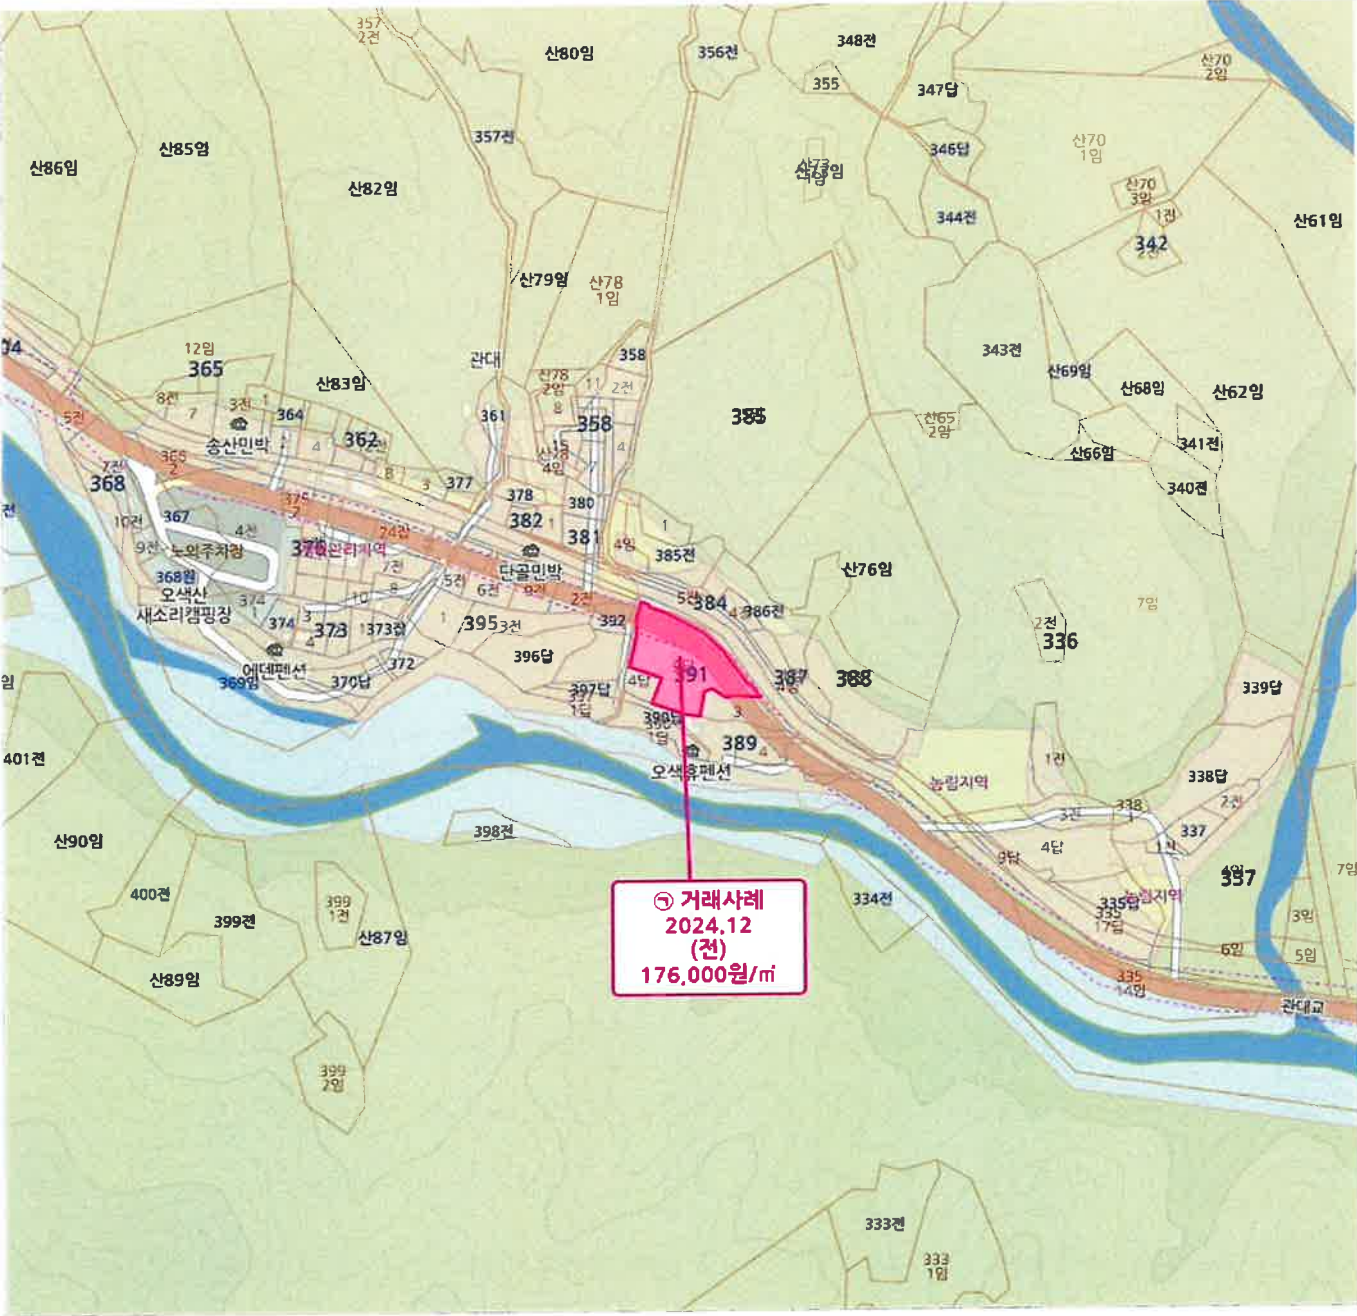 357
2전
산80임
356전
348전
355
347답
산70
2임
357전
346답
산70
1임
산86임
산85임
산82임
344전
산70
3임
1전
342
산61임
산79임
산78
1임
343전
358
12임
365
산83임
관대
산78
2임
11
2전
산69임
산68임
산62임
8전
7
3전
1
364
361
8
358
385
산65
2임
5전
송산민박
4
362
4
산66임
341전
7전
368
8
3
377
378
380
4임
340전
10전
367
4전
24잡
382
1
381
4임
1
385전
9전
노외주차장
단골민박
산76임
368원
7전
5전
6전
2전
5전
384
386전
7임
오색산
새소리캠핑장
374
1
10
8
392
2전
336
374
3
373
373잡
1
395
3전
4
에덴펜션
372
396답
391
387
388
339답
369임
370답
397답
1답
4답
3
401전
1임
389
4
오색휴펜션
1전
농림지역
338답
2전
산90임
398전
3전
338
337
4답
1전
9답
400전
399전
399
1전
산87임
334전
335답
농림지역
335
17답
337
7임
3임
산89임
6임
5임
335
14임
관대교
㉠ 거래사례
2024.12
(전)
176,000원/㎡
399
2임
333전
333
1임